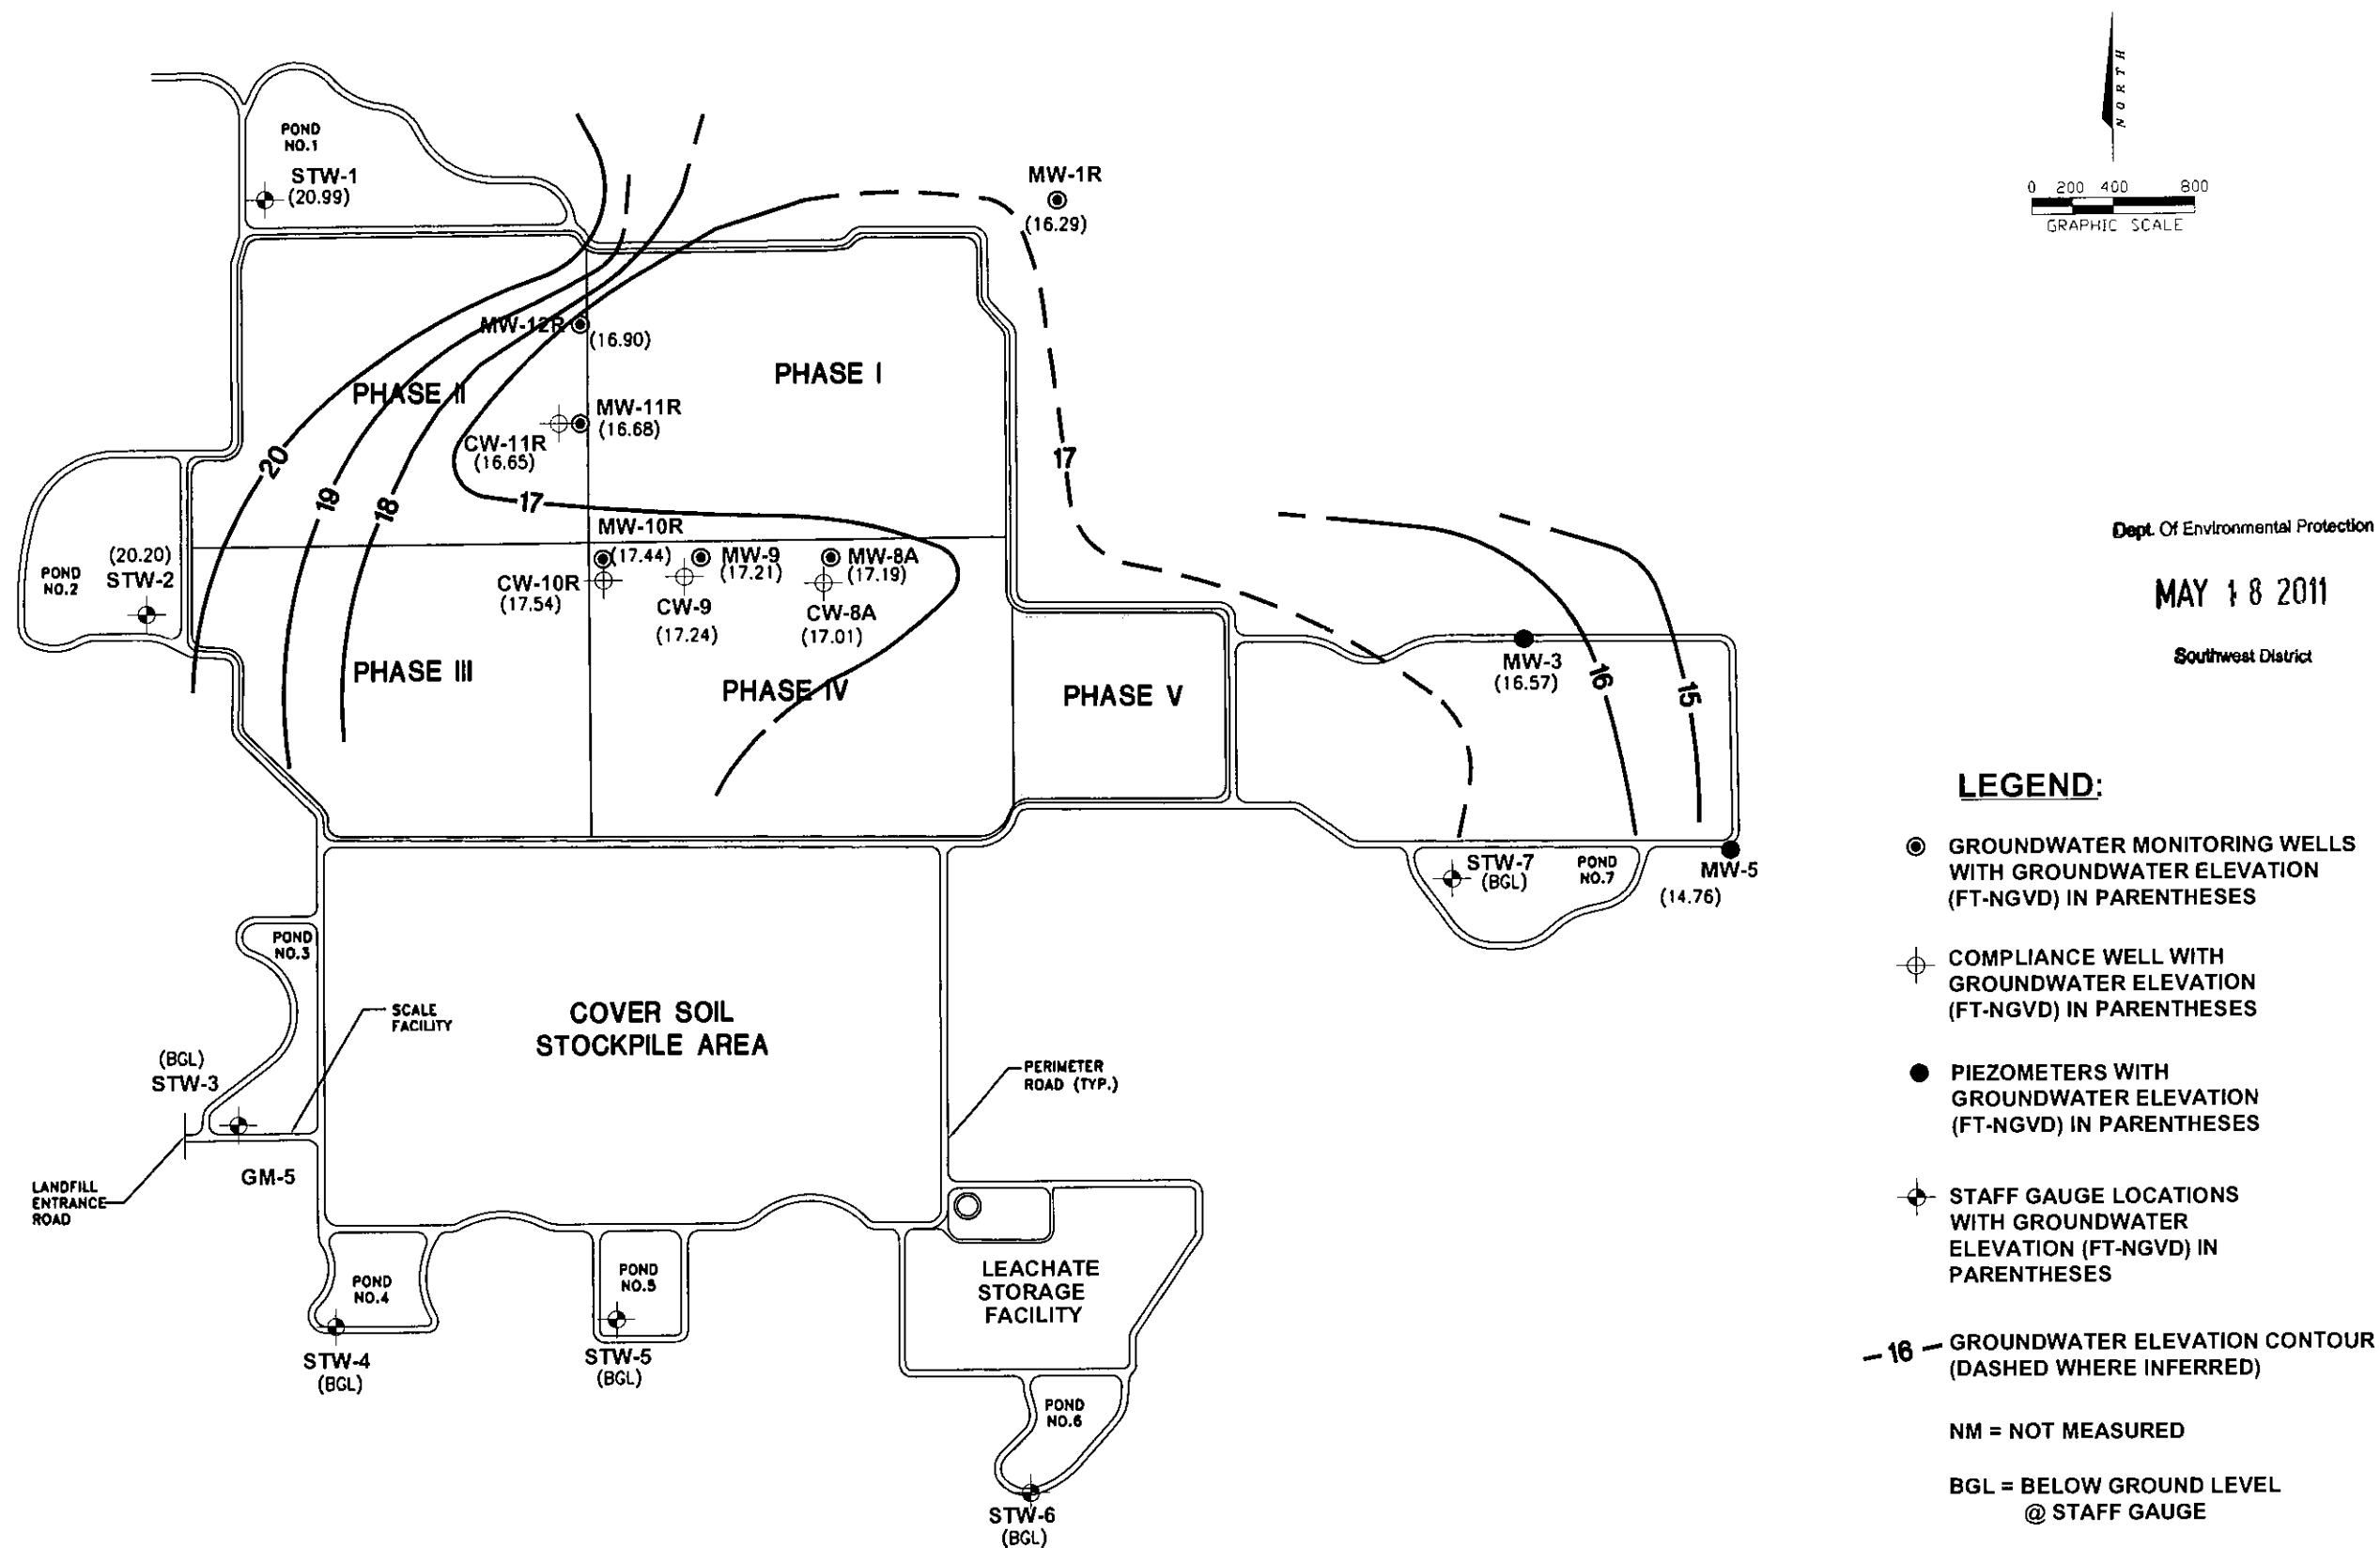 NORTH
0 200 400 800
GRAPHIC SCALE
POND
NO.1
STW-1
(20.99)
MW-1R
(16.29)
MW-12R
(16.90)
PHASE I
PHASE II
MW-11R
(16.68)
CW-11R
(16.65)
20
19
18
17
17
MW-10R
(17.44)
MW-9
(17.21)
MW-8A
(17.19)
CW-10R
(17.54)
CW-9
(17.24)
CW-8A
(17.01)
(20.20)
STW-2
POND
NO.2
PHASE III
PHASE IV
PHASE V
MW-3
(16.57)
16
15
Dept. Of Environmental Protection
MAY 18 2011
Southwest District
STW-7
(BGL)
POND
NO.7
MW-5
(14.76)
POND
NO.3
SCALE
FACILITY
COVER SOIL
STOCKPILE AREA
(BGL)
STW-3
PERIMETER
ROAD (TYP.)
GM-5
LANDFILL
ENTRANCE
ROAD
POND
NO.4
STW-4
(BGL)
POND
NO.5
STW-5
(BGL)
LEACHATE
STORAGE
FACILITY
POND
NO.6
STW-6
(BGL)
LEGEND:
GROUNDWATER MONITORING WELLS
WITH GROUNDWATER ELEVATION
(FT-NGVD) IN PARENTHESES
COMPLIANCE WELL WITH
GROUNDWATER ELEVATION
(FT-NGVD) IN PARENTHESES
PIEZOMETERS WITH
GROUNDWATER ELEVATION
(FT-NGVD) IN PARENTHESES
STAFF GAUGE LOCATIONS
WITH GROUNDWATER
ELEVATION (FT-NGVD) IN
PARENTHESES
16 GROUNDWATER ELEVATION CONTOUR
(DASHED WHERE INFERRED)
NM = NOT MEASURED
BGL = BELOW GROUND LEVEL
@ STAFF GAUGE